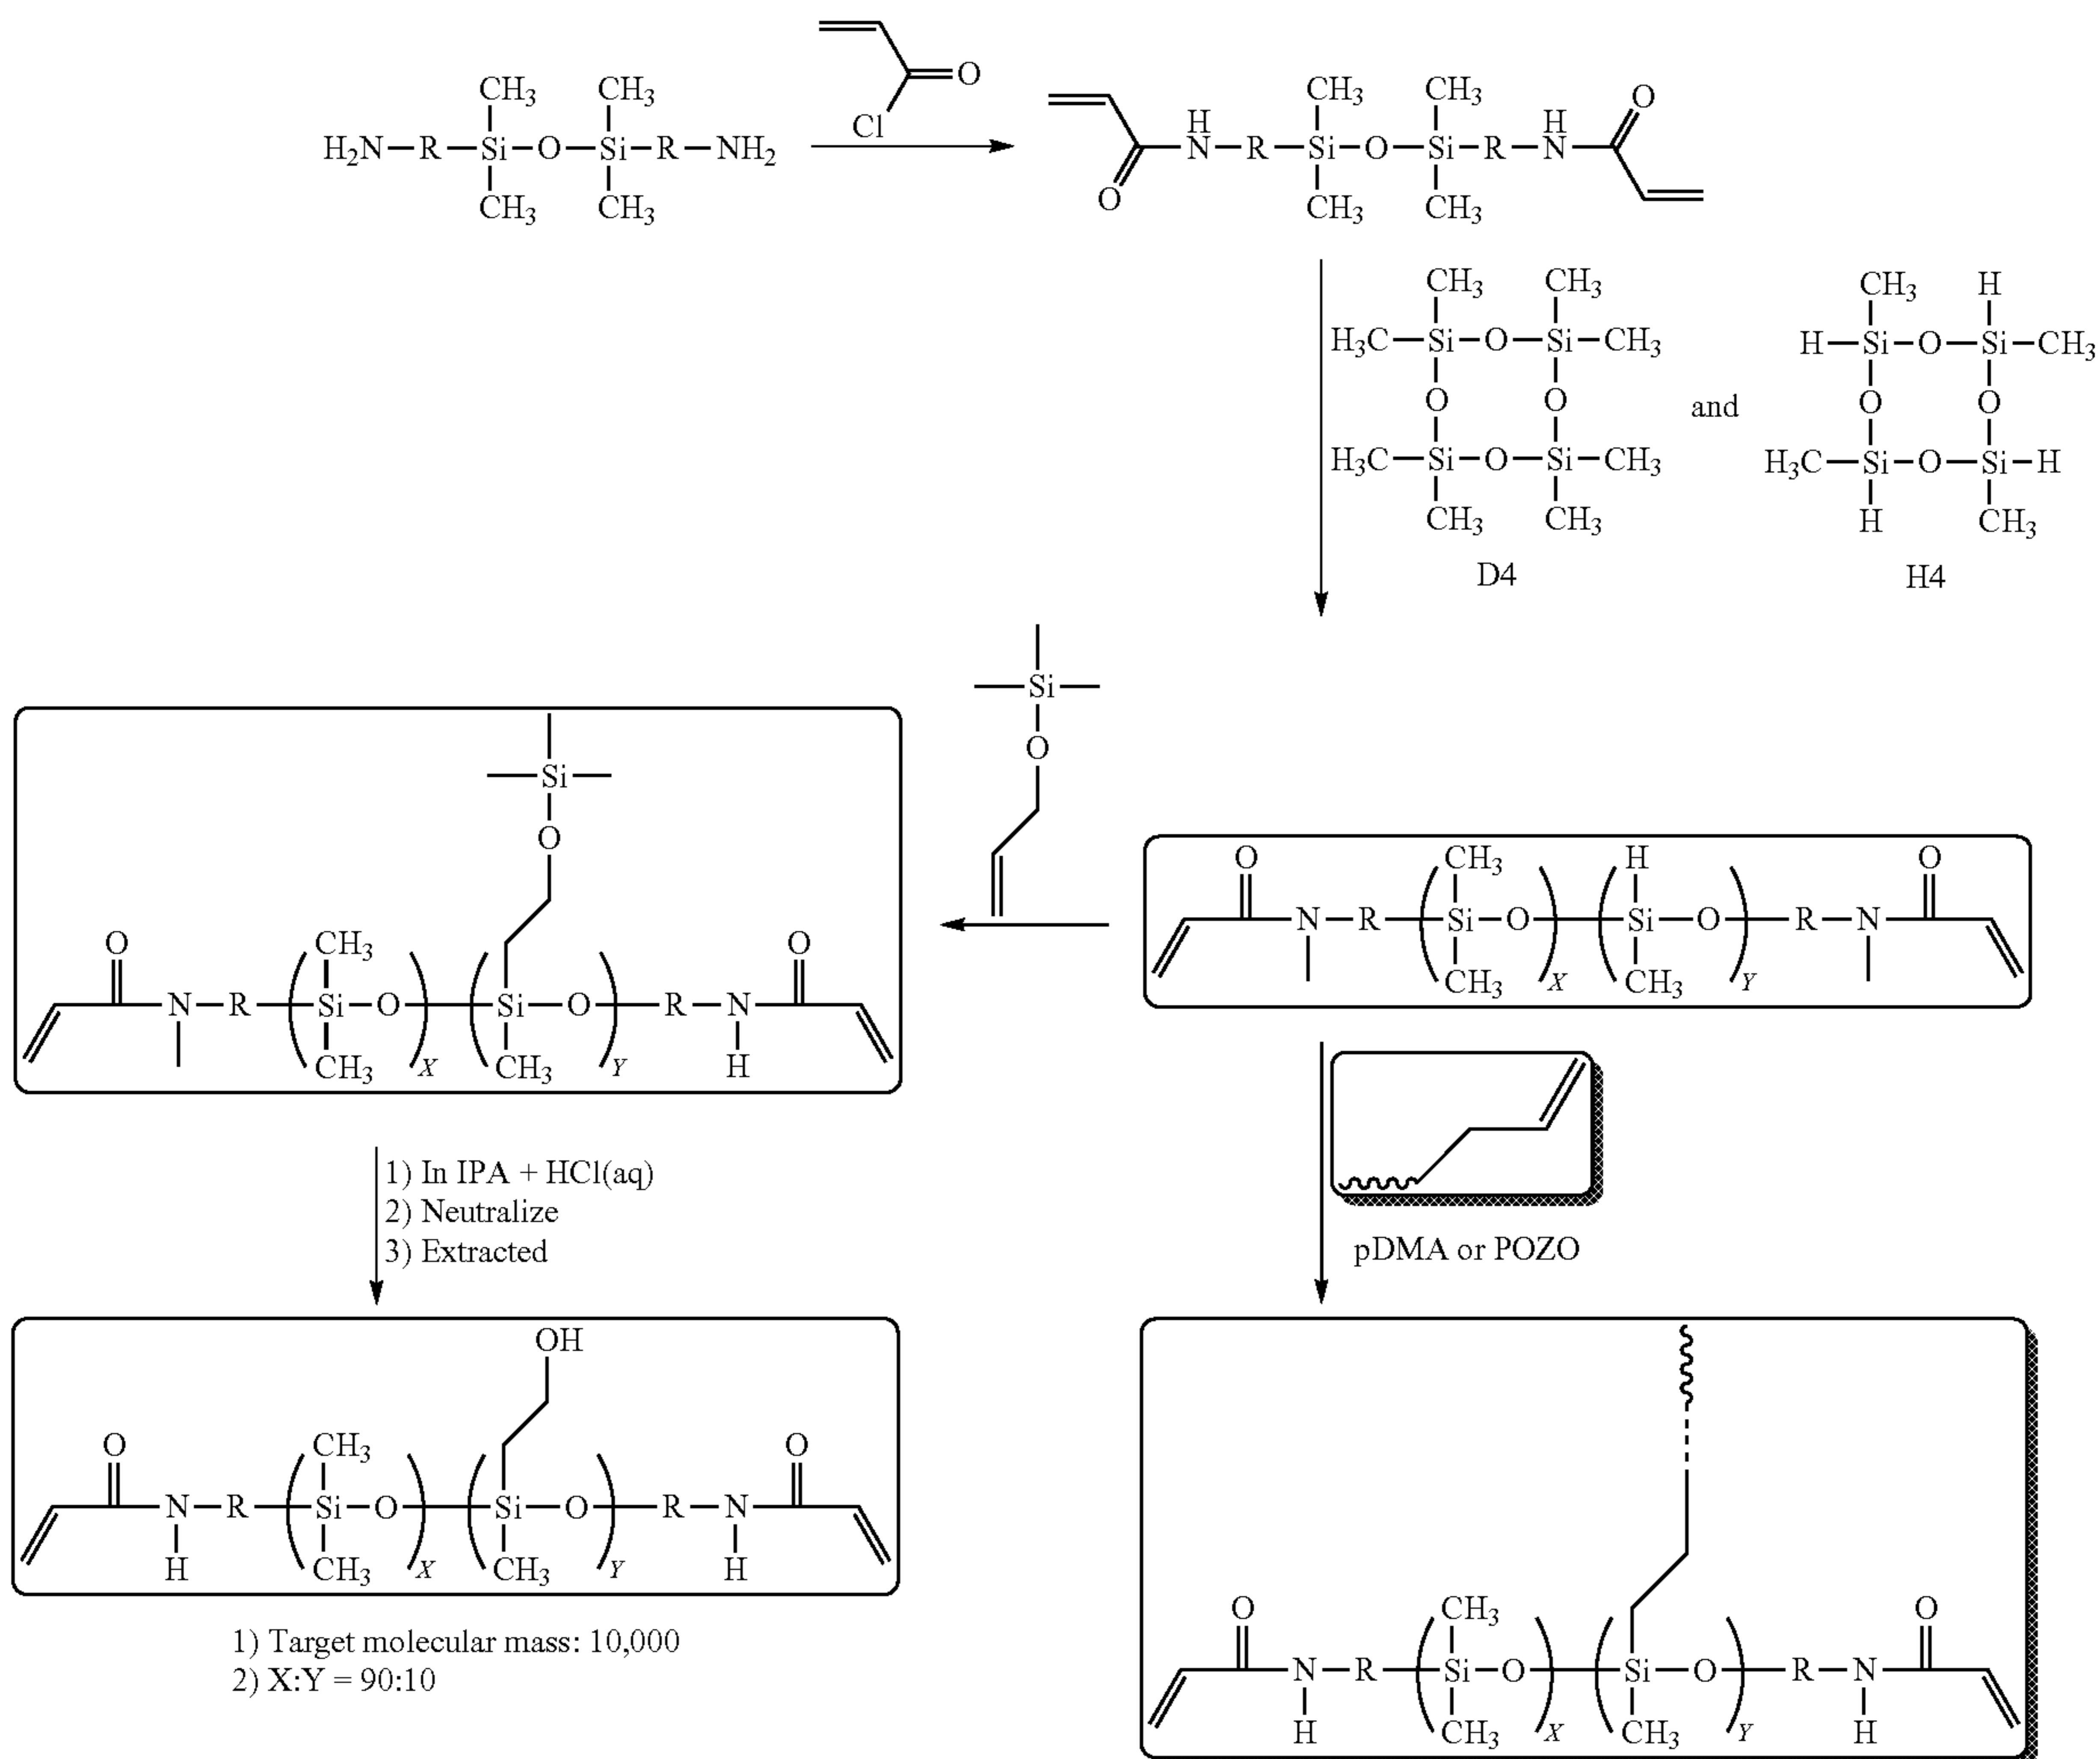 CH3 CH3
H2N—R—Si—O—Si—R—NH2
CH3 CH3
O
Cl
CH3 CH3 O
H H
N—R—Si—O—Si—R—N
O CH3 CH3
CH3 CH3
H3C—Si—O—Si—CH3
O O
H3C—Si—O—Si—CH3
CH3 CH3
D4
and
CH3 H
H—Si—O—Si—CH3
O O
H3C—Si—O—Si—H
H CH3
H4
Si
O
Si
O
O CH3 O
N—R Si—O Si—O R—N
CH3 X CH3 Y H
O CH3 H O
N—R Si—O Si—O R—N
CH3 X CH3 Y
1) In IPA + HCl(aq)
2) Neutralize
3) Extracted
pDMA or POZO
OH
O CH3 O
N—R Si—O Si—O R—N
H CH3 X CH3 Y H
1) Target molecular mass: 10,000
2) X:Y = 90:10
O CH3 O
N—R Si—O Si—O R—N
H CH3 X CH3 Y H